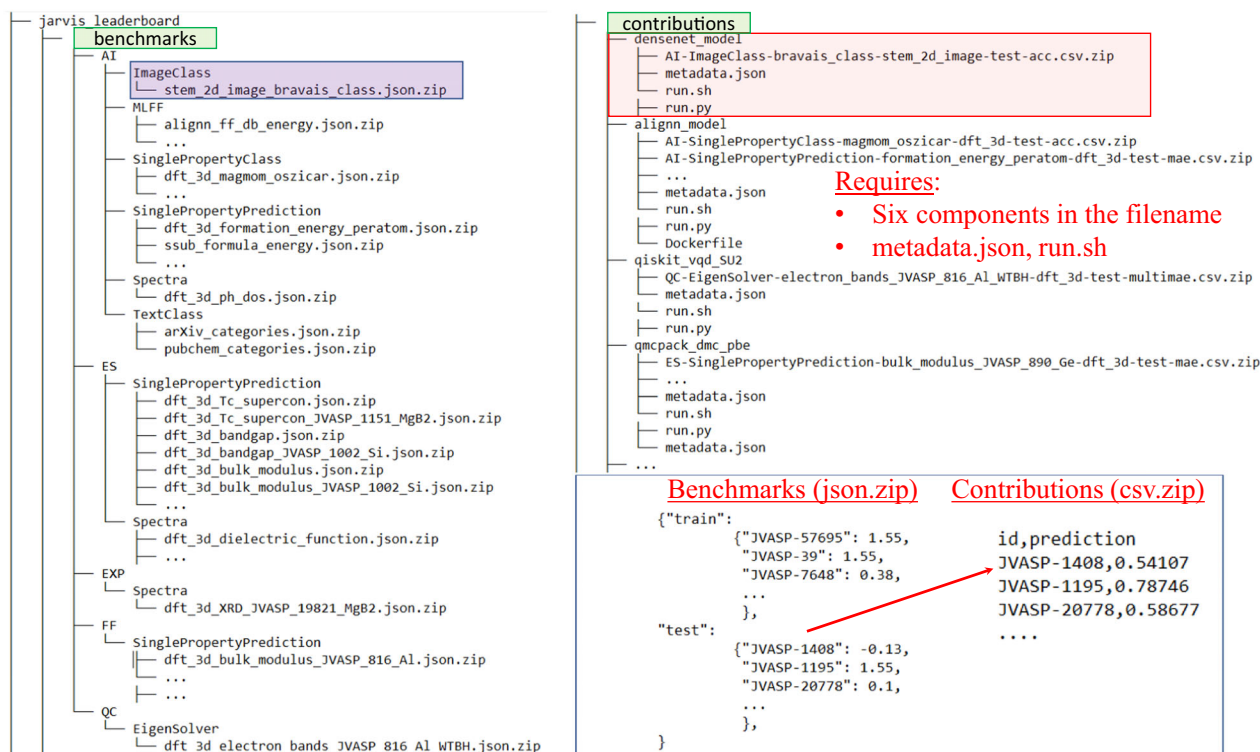 jarvis_leaderboard
benchmarks
AI
ImageClass
stem_2d_image_bravais_class.json.zip
MLFF
alignn_ff_db_energy.json.zip
...
SinglePropertyClass
dft_3d_magmom_oszicar.json.zip
...
SinglePropertyPrediction
dft_3d_formation_energy_peratom.json.zip
ssub_formula_energy.json.zip
...
Spectra
dft_3d_ph_dos.json.zip
TextClass
arXiv_categories.json.zip
pubchem_categories.json.zip
ES
SinglePropertyPrediction
dft_3d_Tc_supercon.json.zip
dft_3d_Tc_supercon_JVASP_1151_MgB2.json.zip
dft_3d_bandgap.json.zip
dft_3d_bandgap_JVASP_1002_Si.json.zip
dft_3d_bulk_modulus.json.zip
dft_3d_bulk_modulus_JVASP_1002_Si.json.zip
...
Spectra
dft_3d_dielectric_function.json.zip
...
EXP
Spectra
dft_3d_XRD_JVASP_19821_MgB2.json.zip
FF
SinglePropertyPrediction
dft_3d_bulk_modulus_JVASP_816_Al.json.zip
...
...
QC
EigenSolver
dft_3d_electron_bands_JVASP_816_Al_WTBH.json.zip
contributions
densenet_model
AI-ImageClass-bravais_class-stem_2d_image-test-acc.csv.zip
metadata.json
run.sh
run.py
alignn_model
AI-SinglePropertyClass-magmom_oszicar-dft_3d-test-acc.csv.zip
AI-SinglePropertyPrediction-formation_energy_peratom-dft_3d-test-mae.csv.zip
...
metadata.json
run.sh
run.py
Dockerfile
Requires:
• Six components in the filename
• metadata.json, run.sh
qiskit_vqd_SU2
QC-EigenSolver-electron_bands_JVASP_816_Al_WTBH-dft_3d-test-multimae.csv.zip
metadata.json
run.sh
run.py
qmcpack_dmc_pbe
ES-SinglePropertyPrediction-bulk_modulus_JVASP_890_Ge-dft_3d-test-mae.csv.zip
...
metadata.json
run.sh
run.py
metadata.json
...
Benchmarks (json.zip)
{"train":
{"JVASP-57695": 1.55,
"JVASP-39": 1.55,
"JVASP-7648": 0.38,
...
},
"test":
{"JVASP-1408": -0.13,
"JVASP-1195": 1.55,
"JVASP-20778": 0.1,
...
},
}
Contributions (csv.zip)
id,prediction
JVASP-1408,0.54107
JVASP-1195,0.78746
JVASP-20778,0.58677
....